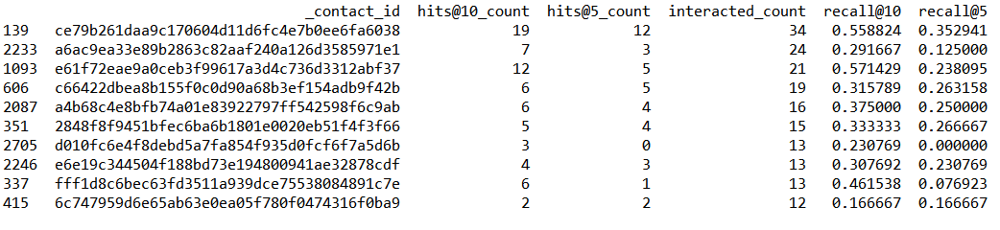 _contact_id hits@10_count hits@5_count interacted_count recall@10 recall@5
139 ce79b261daa9c170604d11d6fc4e7b0ee6fa6038 19 12 34 0.558824 0.352941
2233 a6ac9ea33e89b2863c82aaf240a126d3585971e1 7 3 24 0.291667 0.125000
1093 e61f72eae9a0ceb3f99617a3d4c736d3312abf37 12 5 21 0.571429 0.238095
606 c66422dbea8b155f0c0d90a68b3ef154adb9f42b 6 5 19 0.315789 0.263158
2087 a4b68c4e8bfb74a01e83922797ff542598f6c9ab 6 4 16 0.375000 0.250000
351 2848f8f9451bfec6ba6b1801e0020eb51f4f3f66 5 4 15 0.333333 0.266667
2705 d010fc6e4f8debd5a7fa854f935d0fcf6f7a5d6b 3 0 13 0.230769 0.000000
2246 e6e19c344504f188bd73e194800941ae32878cdf 4 3 13 0.307692 0.230769
337 fff1d8c6bec63fd3511a939dce75538084891c7e 6 1 13 0.461538 0.076923
415 6c747959d6e65ab63e0ea05f780f0474316f0ba9 2 2 12 0.166667 0.166667